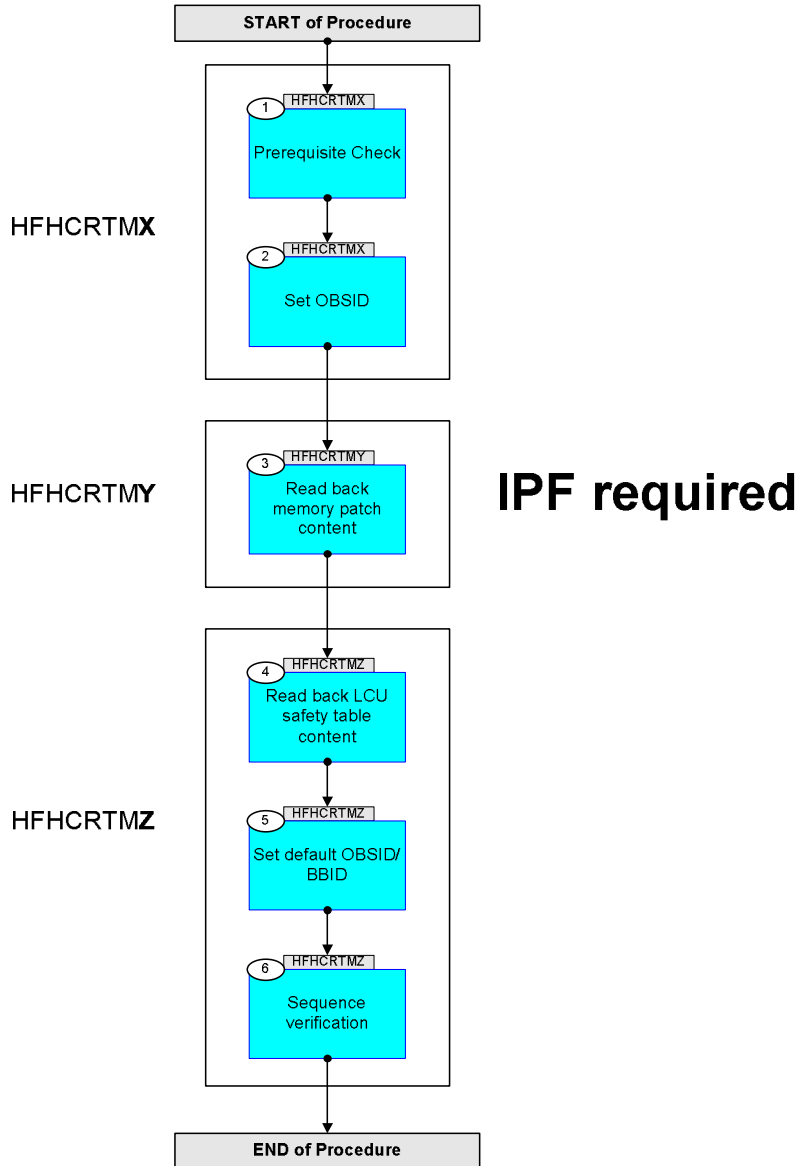 START of Procedure
HFHCRTMX
1
Prerequisite Check
HFHCRTMX
HFHCRTMX
2
Set OBSID
HFHCRTMY
3
Read back
memory patch
content
HFHCRTMY
IPF required
HFHCRTMZ
4
Read back LCU
safety table
content
HFHCRTMZ
HFHCRTMZ
5
Set default OBSID/
BBID
HFHCRTMZ
6
Sequence
verification
END of Procedure